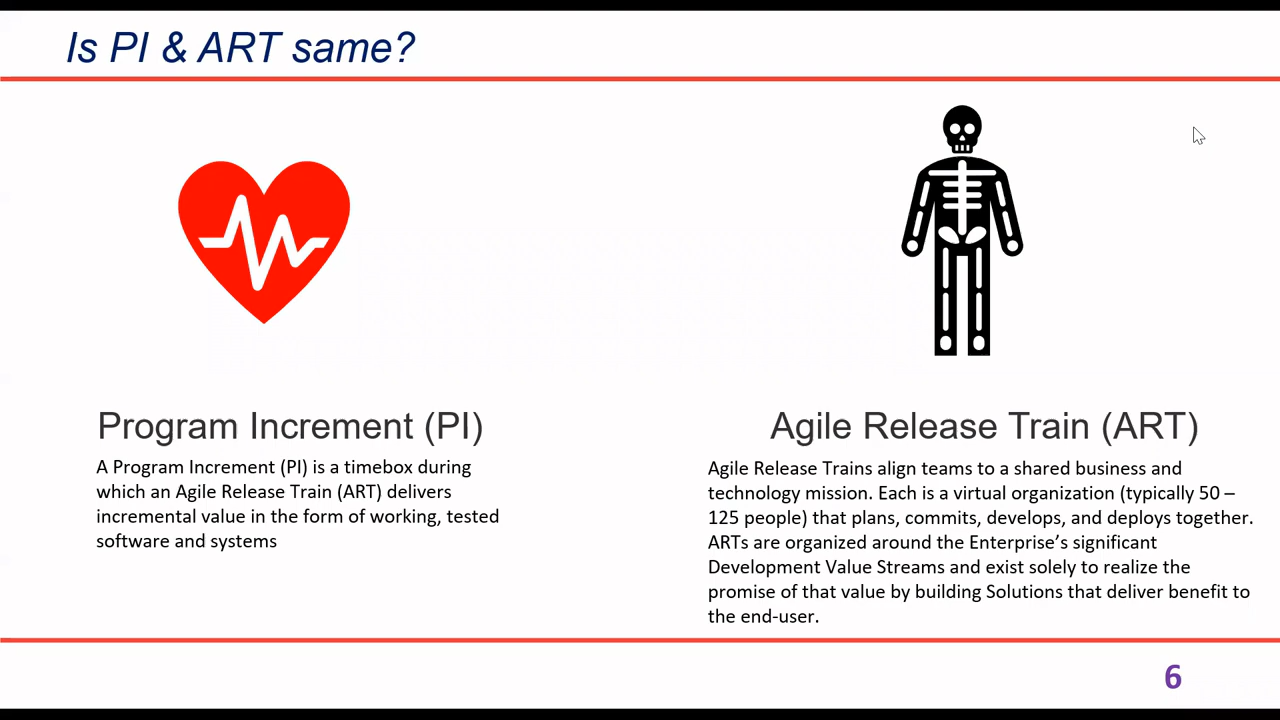 Is PI & ART same?
Program Increment (PI)
A Program Increment (PI) is a timebox during
which an Agile Release Train (ART) delivers
incremental value in the form of working, tested
software and systems
Agile Release Train (ART)
Agile Release Trains align teams to a shared business and
technology mission. Each is a virtual organization (typically 50 –
125 people) that plans, commits, develops, and deploys together.
ARTs are organized around the Enterprise’s significant
Development Value Streams and exist solely to realize the
promise of that value by building Solutions that deliver benefit to
the end-user.
6